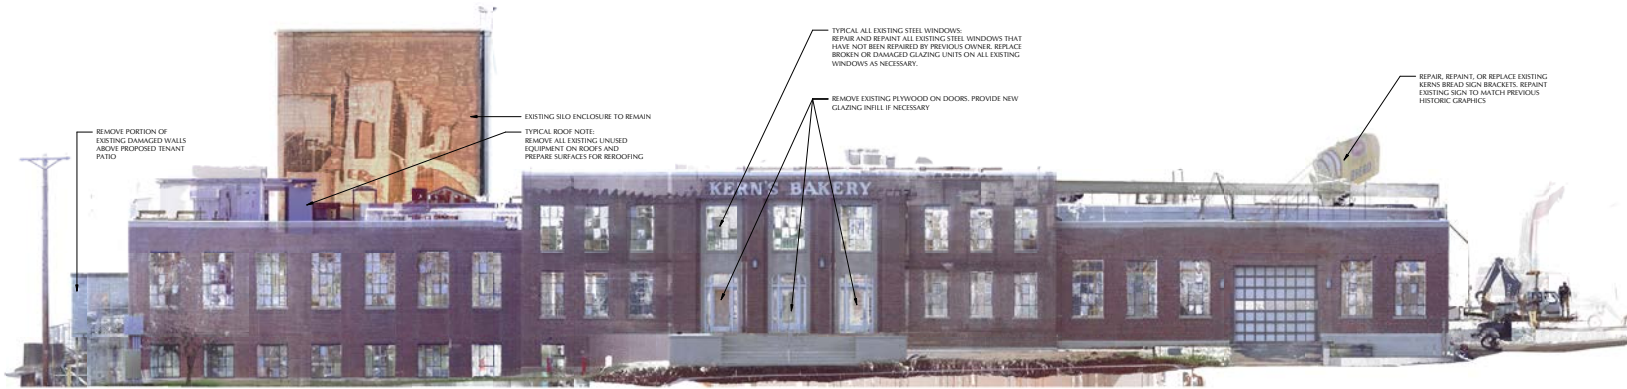 TYPICAL ALL EXISTING STEEL WINDOWS:
REPAIR AND REPAINT ALL EXISTING STEEL WINDOWS THAT
HAVE NOT BEEN REPAIRED BY PREVIOUS OWNER. REPLACE
BROKEN OR DAMAGED GLAZING UNITS ON ALL EXISTING
WINDOWS AS NECESSARY.
REPAIR, REPAINT, OR REPLACE EXISTING
KERNS BREAD SIGN BRACKETS. REPAINT
EXISTING SIGN TO MATCH PREVIOUS
HISTORIC GRAPHICS
REMOVE EXISTING PLYWOOD ON DOORS. PROVIDE NEW
GLAZING INFILL IF NECESSARY
EXISTING SILO ENCLOSURE TO REMAIN
REMOVE PORTION OF
EXISTING DAMAGED WALLS
ABOVE PROPOSED TENANT
PATIO
TYPICAL ROOF NOTE:
REMOVE ALL EXISTING UNUSED
EQUIPMENT ON ROOFS AND
PREPARE SURFACES FOR REROOFING
KERN'S BAKERY